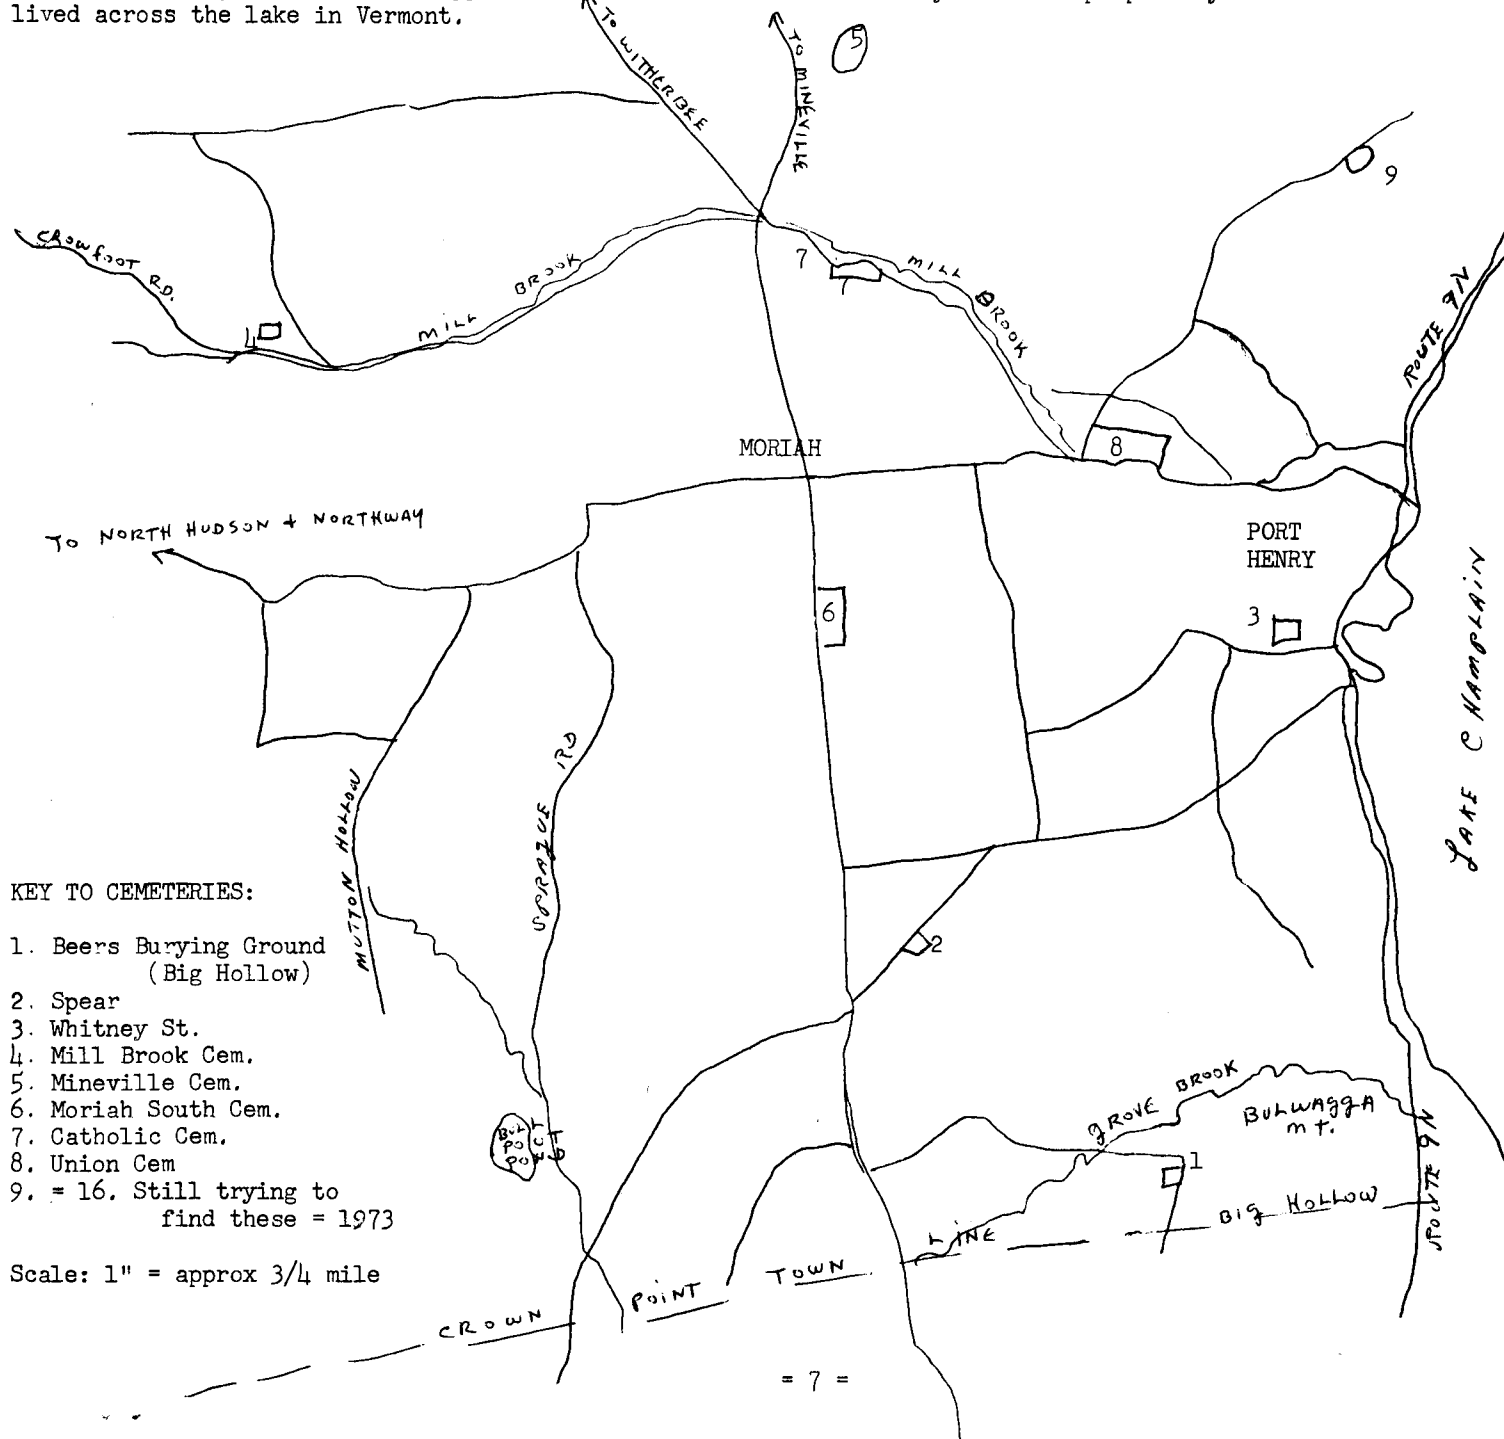 lived across the lake in Vermont.
TO WITHERBEE
TO MINEVILLE
5
9
CROWFOOT RD.
4
MILL BROOK
7
MILL BROOK
ROUTE 9N
MORIAH
8
TO NORTH HUDSON + NORTHWAY
PORT
HENRY
6
3
LAKE CHAMPLAIN
MUTTON HOLLOW
SPRAGUE RD
2
KEY TO CEMETERIES:
1. Beers Burying Ground
(Big Hollow)
2. Spear
3. Whitney St.
4. Mill Brook Cem.
5. Mineville Cem.
6. Moriah South Cem.
7. Catholic Cem.
8. Union Cem
9. = 16. Still trying to
find these = 1973
Scale: 1" = approx 3/4 mile
GROVE BROOK
BULWAGGA
MT.
1
ROUTE 9N
BIG HOLLOW
CROWN POINT TOWN LINE
= 7 =